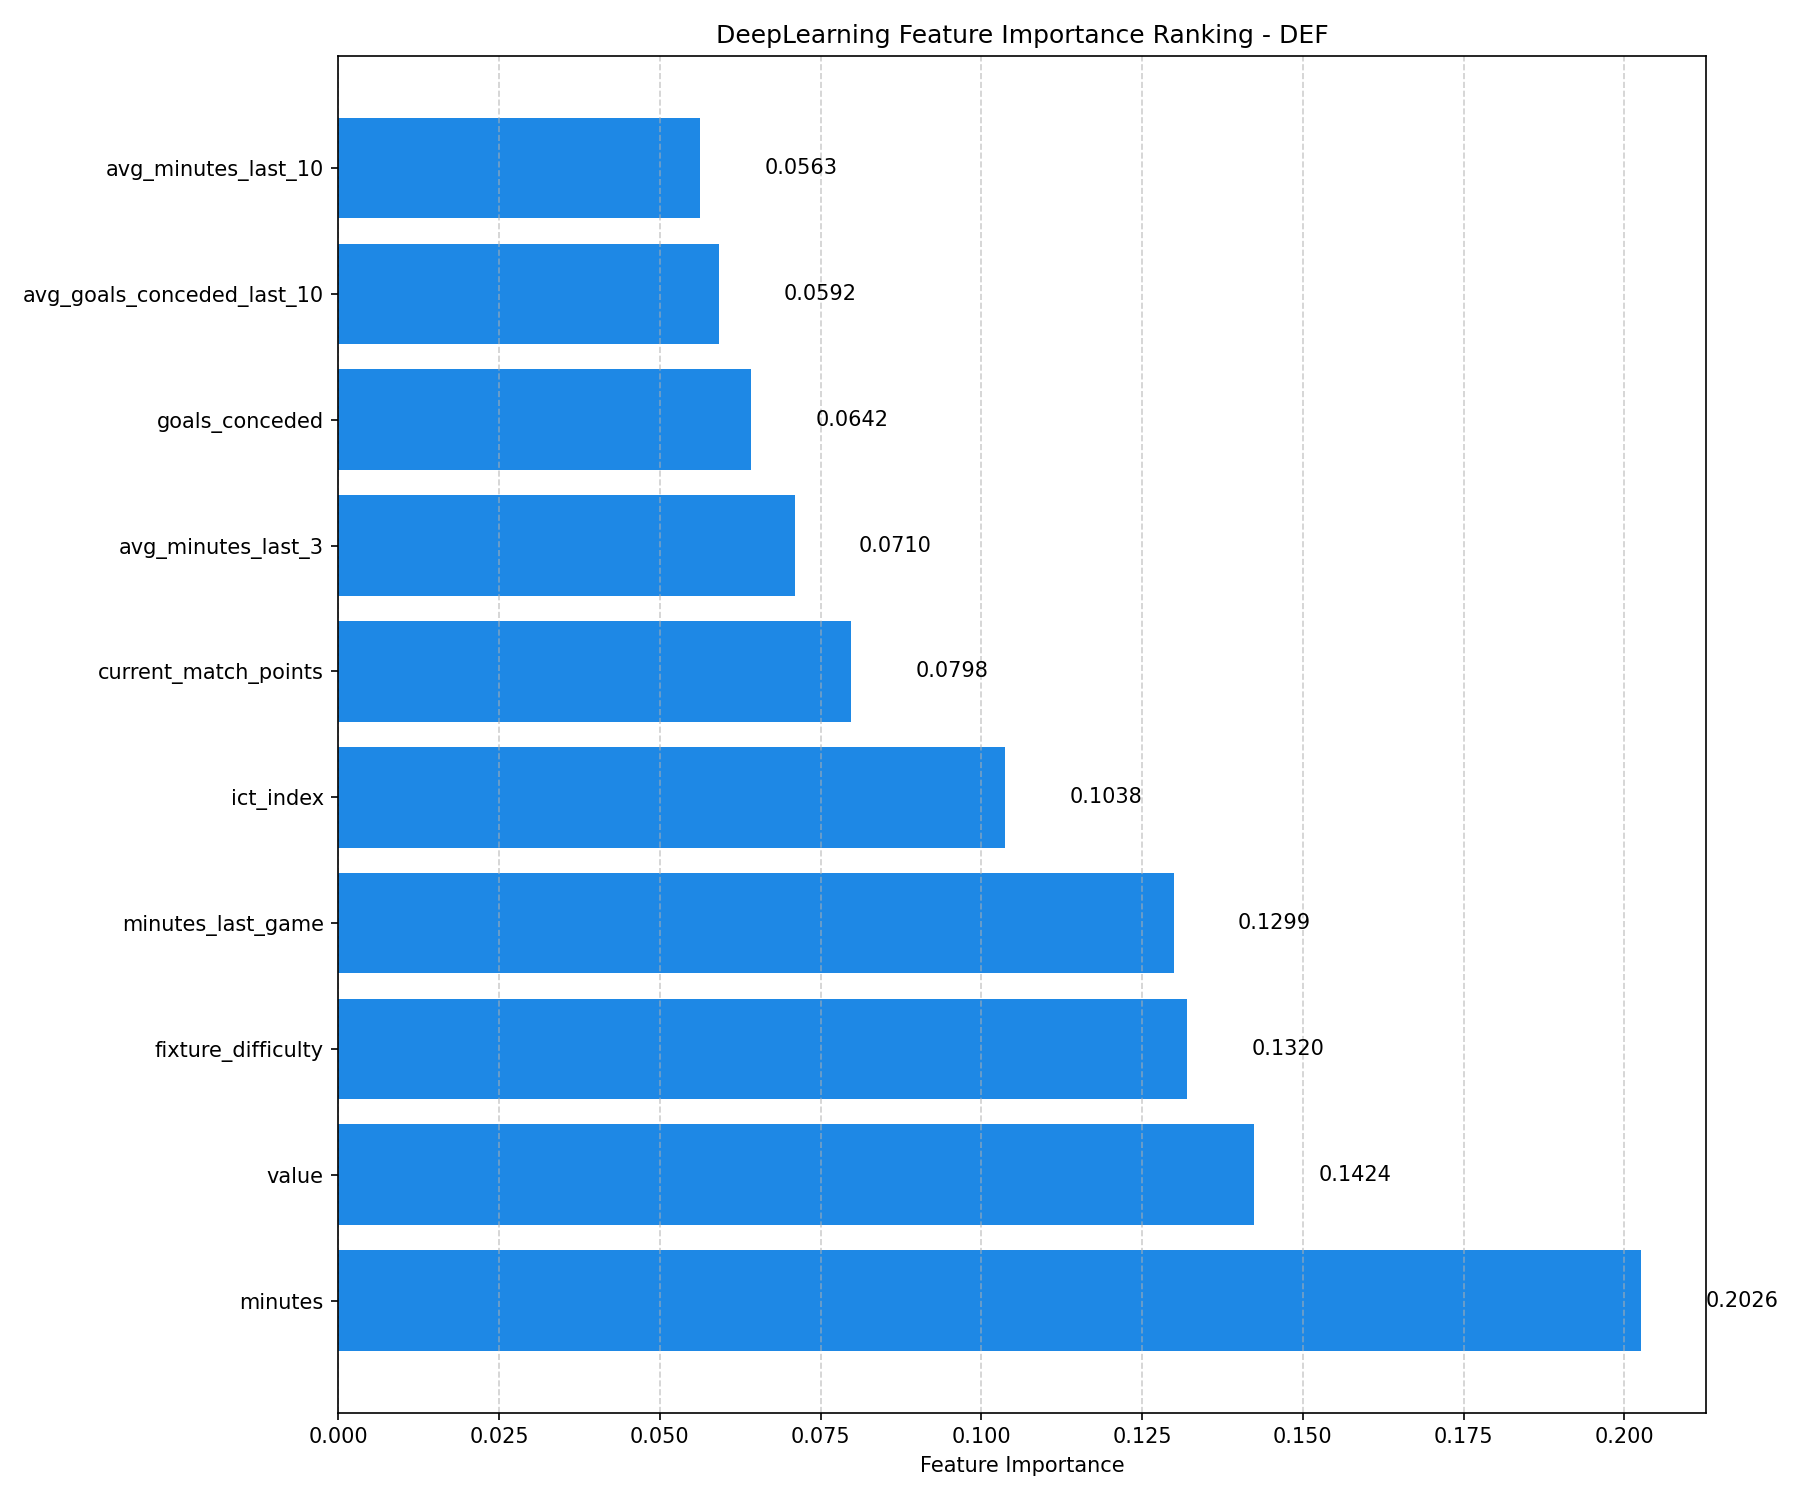 DeepLearning Feature Importance Ranking - DEF
avg_minutes_last_10 0.0563
avg_goals_conceded_last_10 0.0592
goals_conceded 0.0642
avg_minutes_last_3 0.0710
current_match_points 0.0798
ict_index 0.1038
minutes_last_game 0.1299
fixture_difficulty 0.1320
value 0.1424
minutes 0.2026
0.000 0.025 0.050 0.075 0.100 0.125 0.150 0.175 0.200
Feature Importance